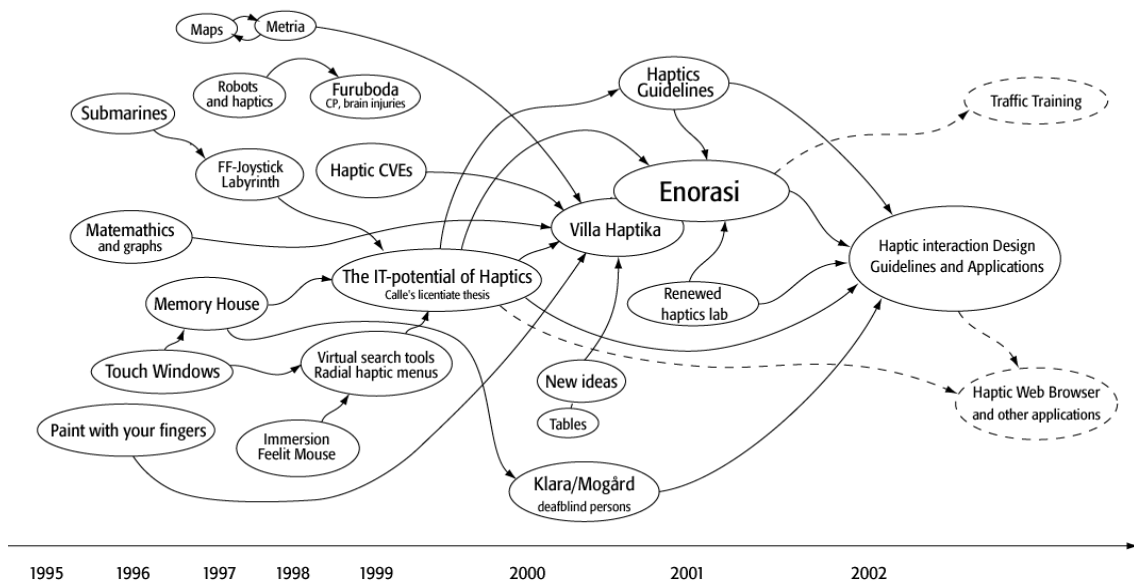 Maps
Metria
Robots
and haptics
Furuboda
CP, brain injuries
Haptics
Guidelines
Traffic Training
Submarines
FF-Joystick
Labyrinth
Haptic CVEs
Enorasi
Matemathics
and graphs
Villa Haptika
Haptic interaction Design
Guidelines and Applications
The IT-potential of Haptics
Calle's licentiate thesis
Memory House
Renewed
haptics lab
Touch Windows
Virtual search tools
Radial haptic menus
New ideas
Tables
Haptic Web Browser
and other applications
Paint with your fingers
Immersion
Feelit Mouse
Klara/Mogård
deafblind persons
1995 1996 1997 1998 1999 2000 2001 2002